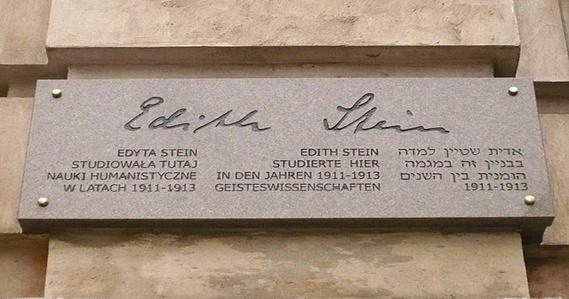 Edith Stein
EDYTA STEIN
STUDIOWAŁA TUTAJ
NAUKI HUMANISTYCZNE
W LATACH 1911-1913
EDITH STEIN
STUDIERTE HIER
IN DEN JAHREN 1911-1913
GEISTESWISSENSCHAFTEN
אדית שטיין למדה
בבניין זה במגמה
הומנית בין השנים
1911-1913